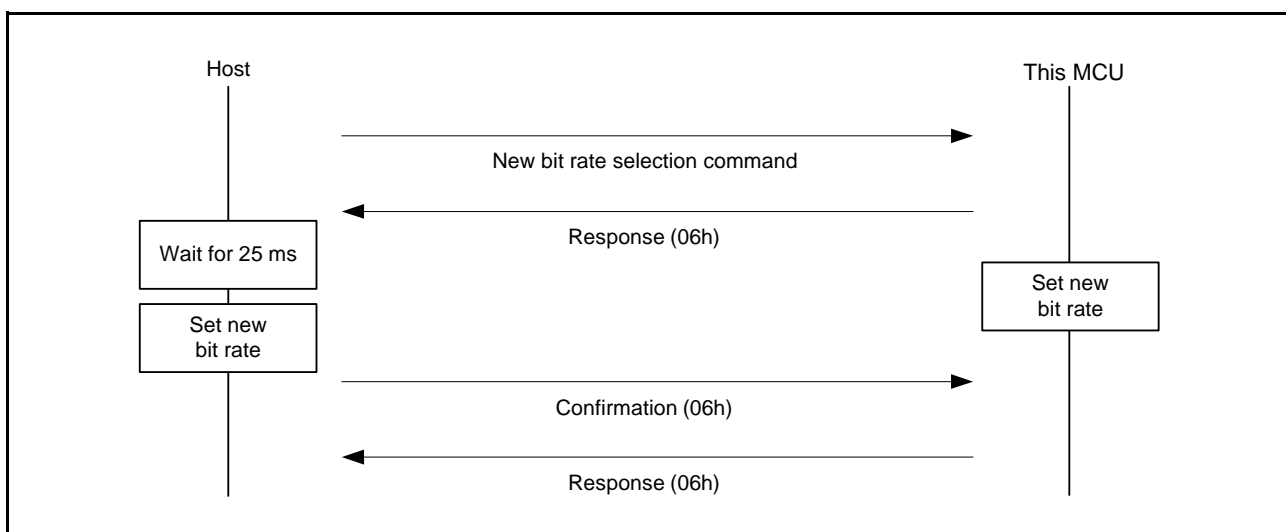 Host
This MCU
New bit rate selection command
Response (06h)
Wait for 25 ms
Set new
bit rate
Set new
bit rate
Confirmation (06h)
Response (06h)